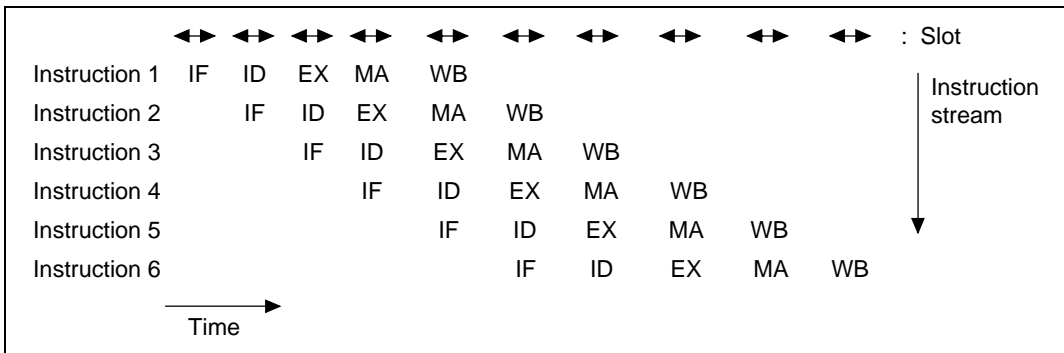 : Slot
Instruction 1 IF ID EX MA WB
Instruction 2 IF ID EX MA WB
Instruction 3 IF ID EX MA WB
Instruction 4 IF ID EX MA WB
Instruction 5 IF ID EX MA WB
Instruction 6 IF ID EX MA WB
Instruction
stream
Time